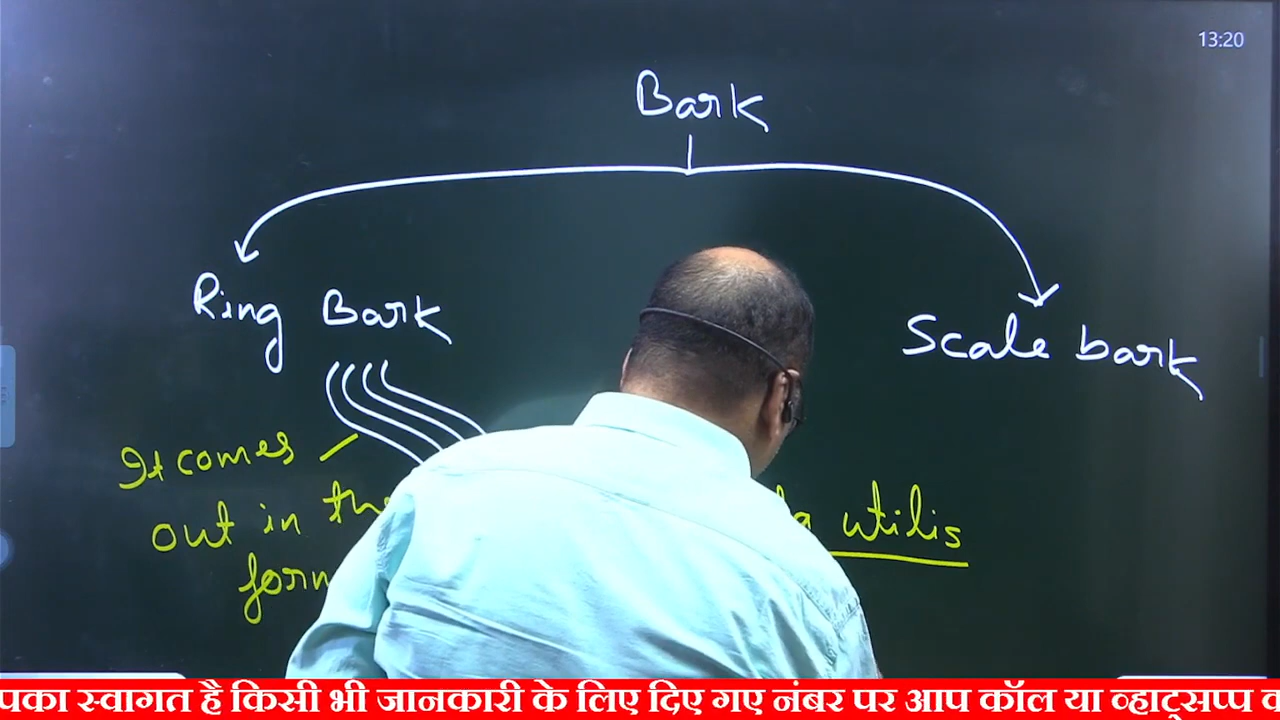 13:20
Bark
Ring Bark
Scale bark
It comes
out in the
utilis
form
स्वागत है किसी भी जानकारी के लिए दिए गए नंबर पर आप कॉल या व्हाट्सप्प